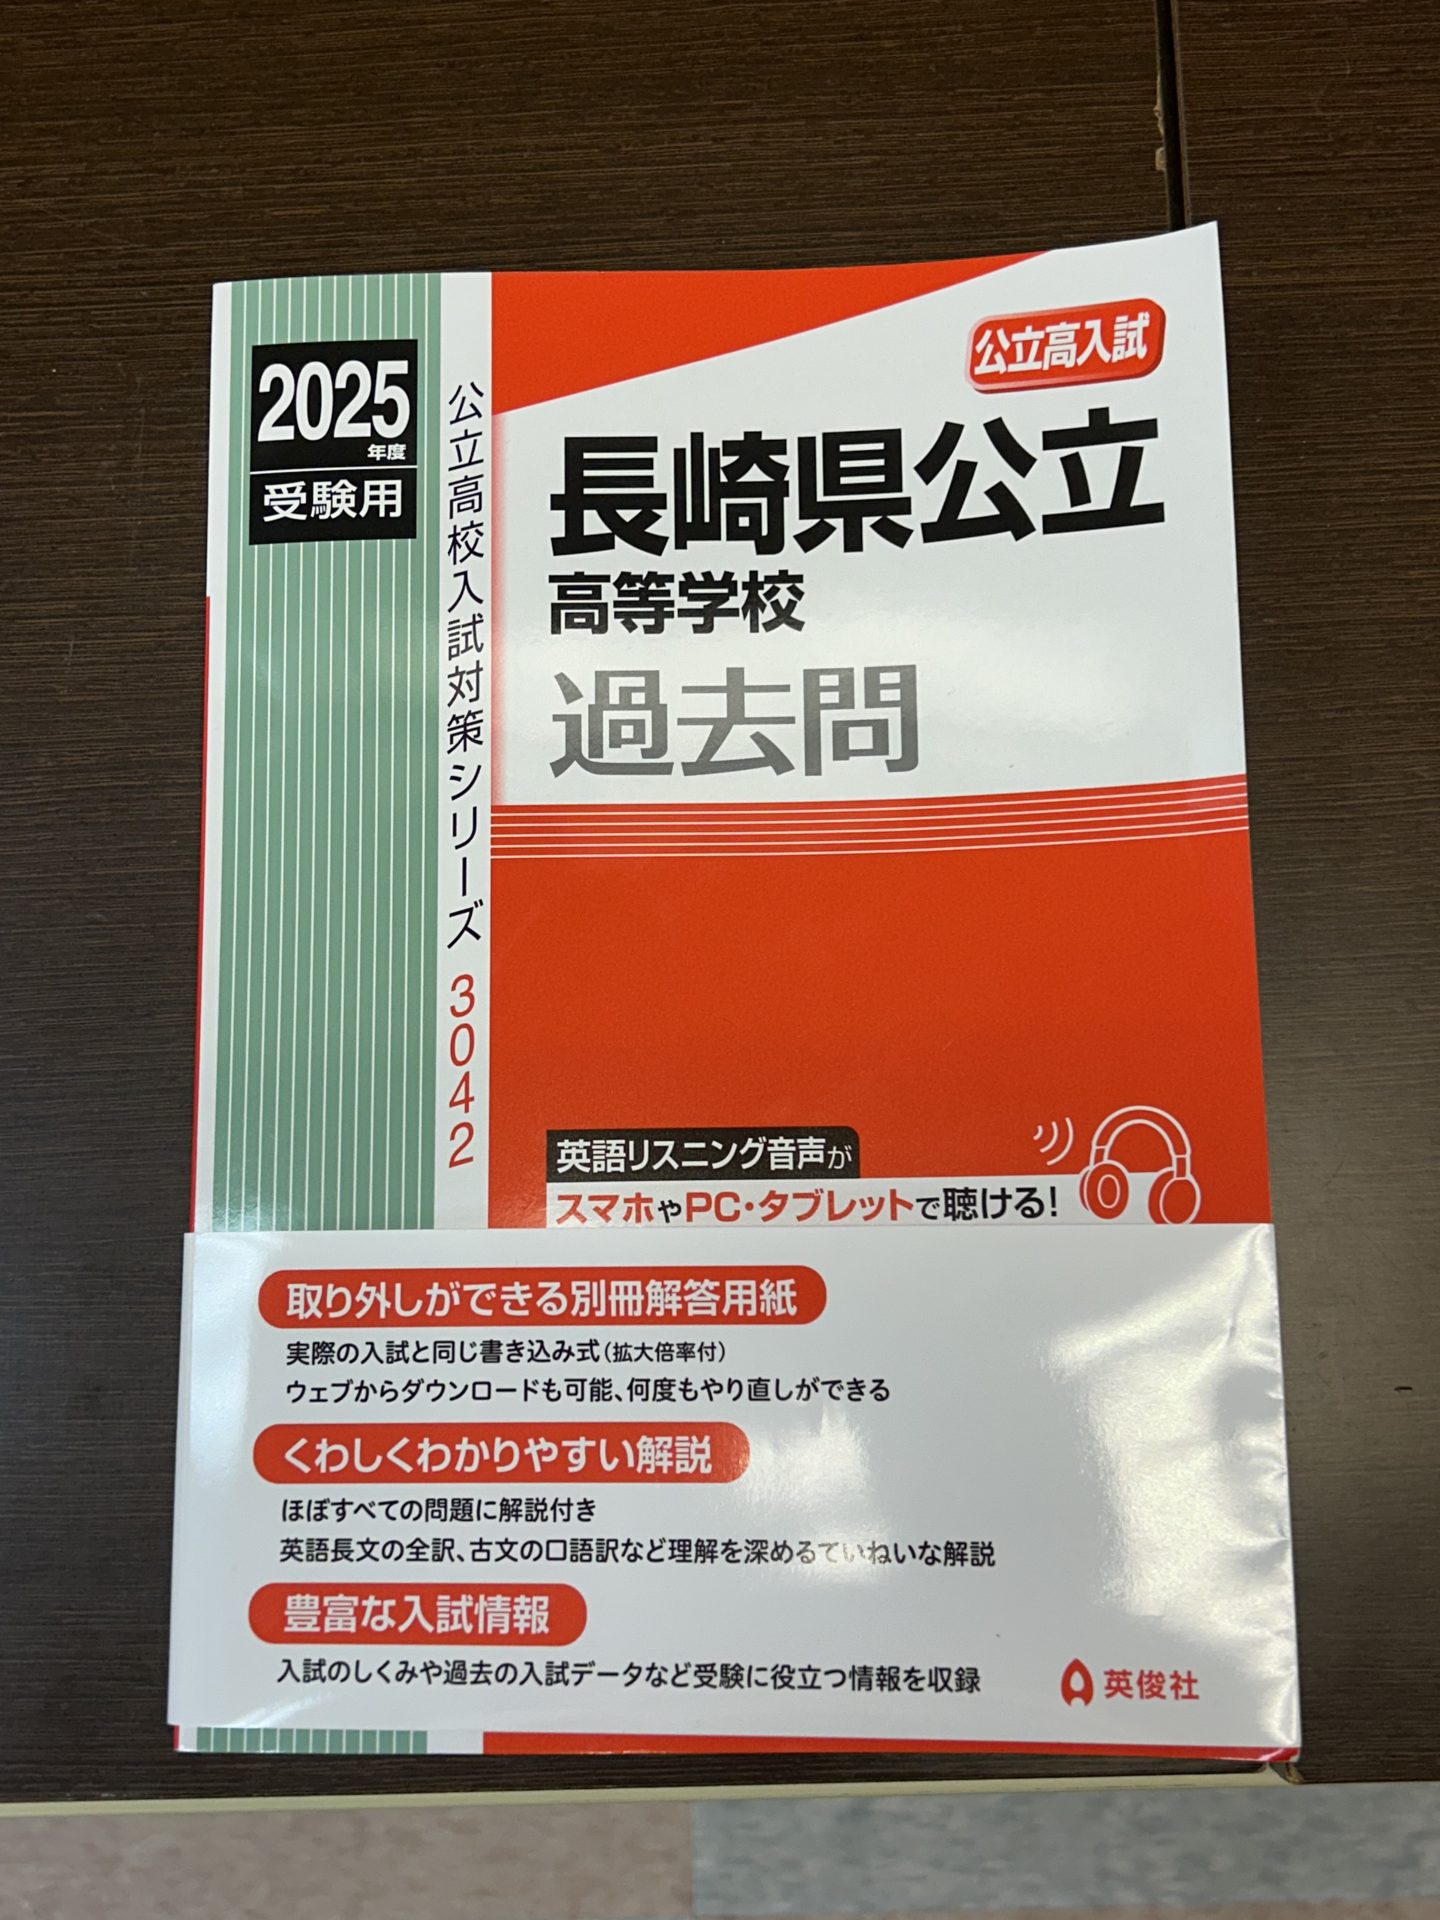 2025
年度
受験用
公立高校入試対策シリーズ 3042
公立高入試
長崎県公立
高等学校
過去問
英語リスニング音声が
スマホやPC・タブレットで聴ける!
取り外しができる別冊解答用紙
実際の入試と同じ書き込み式(拡大倍率付)
ウェブからダウンロードも可能、何度もやり直しができる
くわしくわかりやすい解説
ほぼすべての問題に解説付き
英語長文の全訳、古文の口語訳など理解を深めるていねいな解説
豊富な入試情報
入試のしくみや過去の入試データなど受験に役立つ情報を収録
英俊社